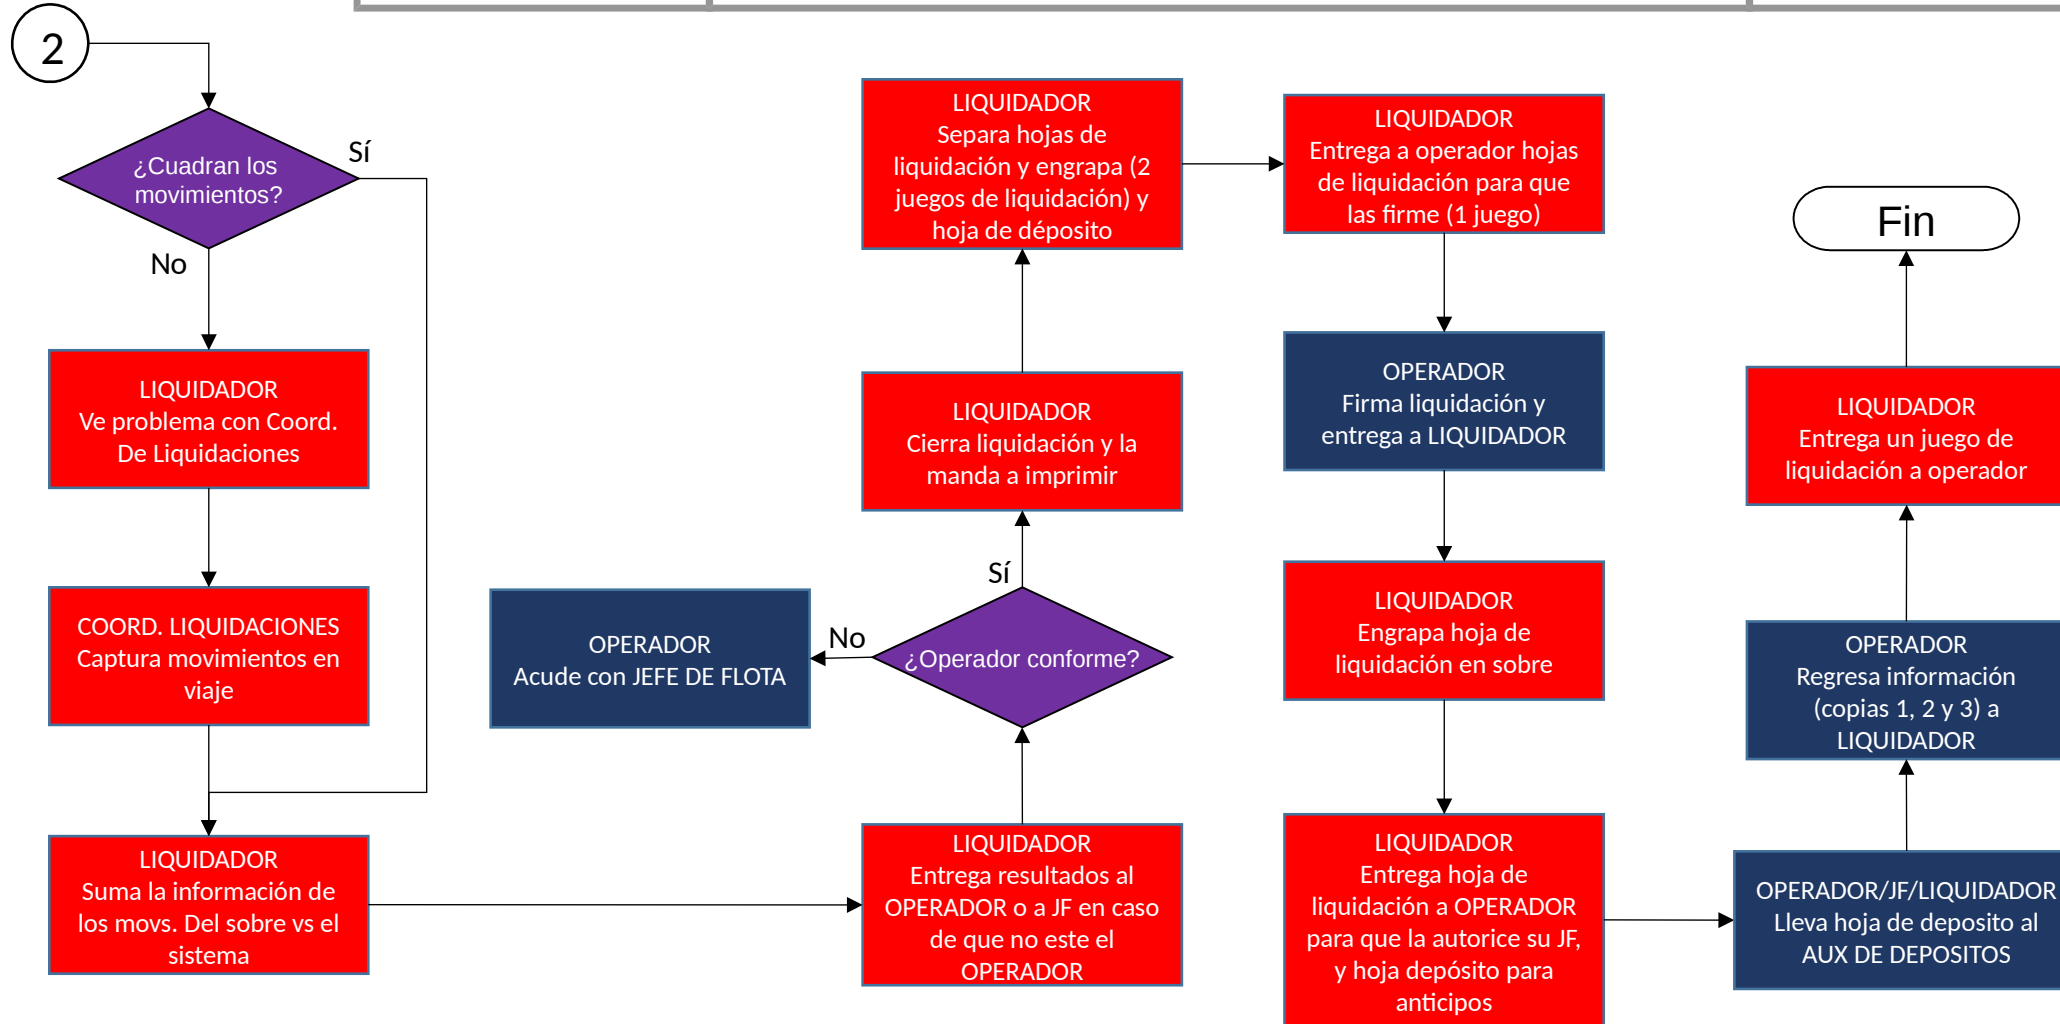 2
¿Cuadran los
movimientos?
Sí
No
LIQUIDADOR
Ve problema con Coord.
De Liquidaciones
COORD. LIQUIDACIONES
Captura movimientos en
viaje
LIQUIDADOR
Suma la información de
los movs. Del sobre vs el
sistema
LIQUIDADOR
Entrega resultados al
OPERADOR o a JF en caso
de que no este el
OPERADOR
¿Operador conforme?
No
OPERADOR
Acude con JEFE DE FLOTA
Sí
LIQUIDADOR
Cierra liquidación y la
manda a imprimir
LIQUIDADOR
Separa hojas de
liquidación y engrapa (2
juegos de liquidación) y
hoja de déposito
LIQUIDADOR
Entrega a operador hojas
de liquidación para que
las firme (1 juego)
OPERADOR
Firma liquidación y
entrega a LIQUIDADOR
LIQUIDADOR
Engrapa hoja de
liquidación en sobre
LIQUIDADOR
Entrega hoja de
liquidación a OPERADOR
para que la autorice su JF,
y hoja depósito para
anticipos
OPERADOR/JF/LIQUIDADOR
Lleva hoja de deposito al
AUX DE DEPOSITOS
OPERADOR
Regresa información
(copias 1, 2 y 3) a
LIQUIDADOR
LIQUIDADOR
Entrega un juego de
liquidación a operador
Fin